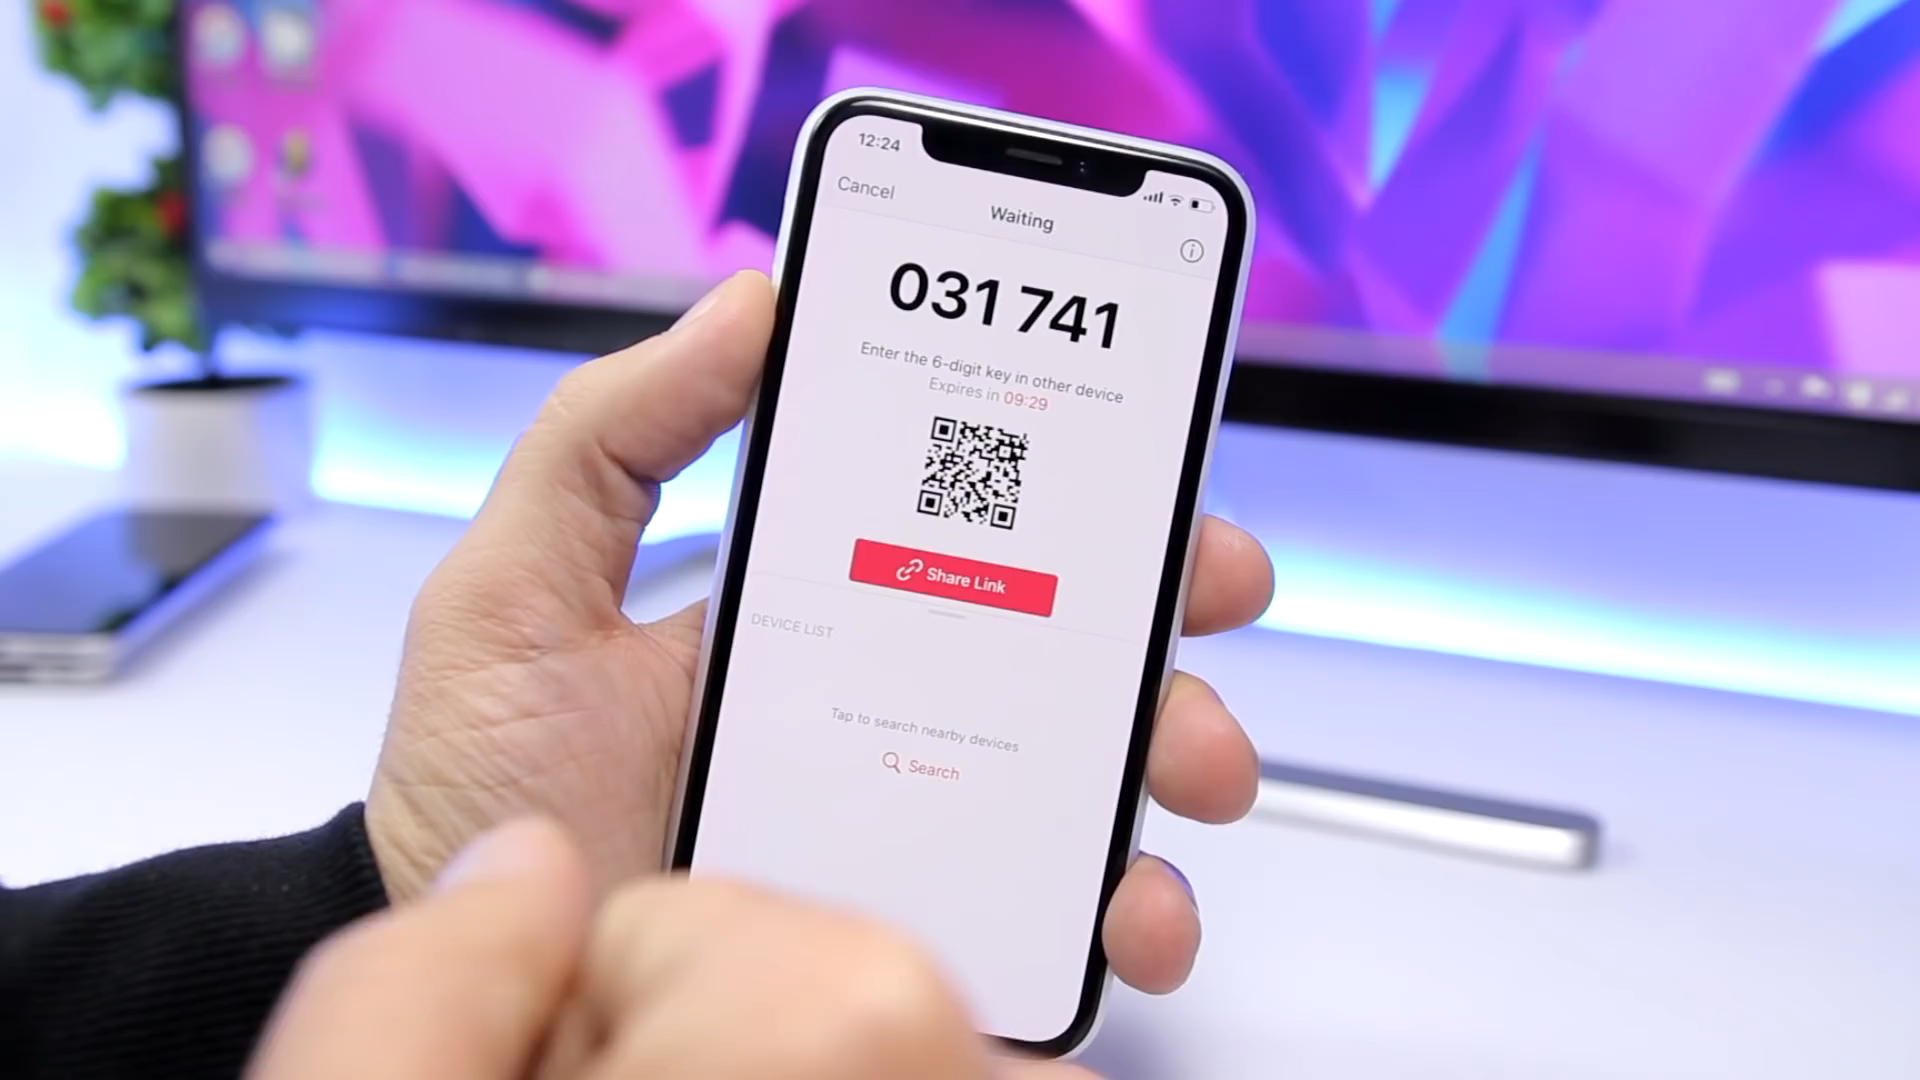 12:24
Cancel
Waiting
031 741
Enter the 6-digit key in other device
Expires in 09:29
Share Link
DEVICE LIST
Tap to search nearby devices
Search